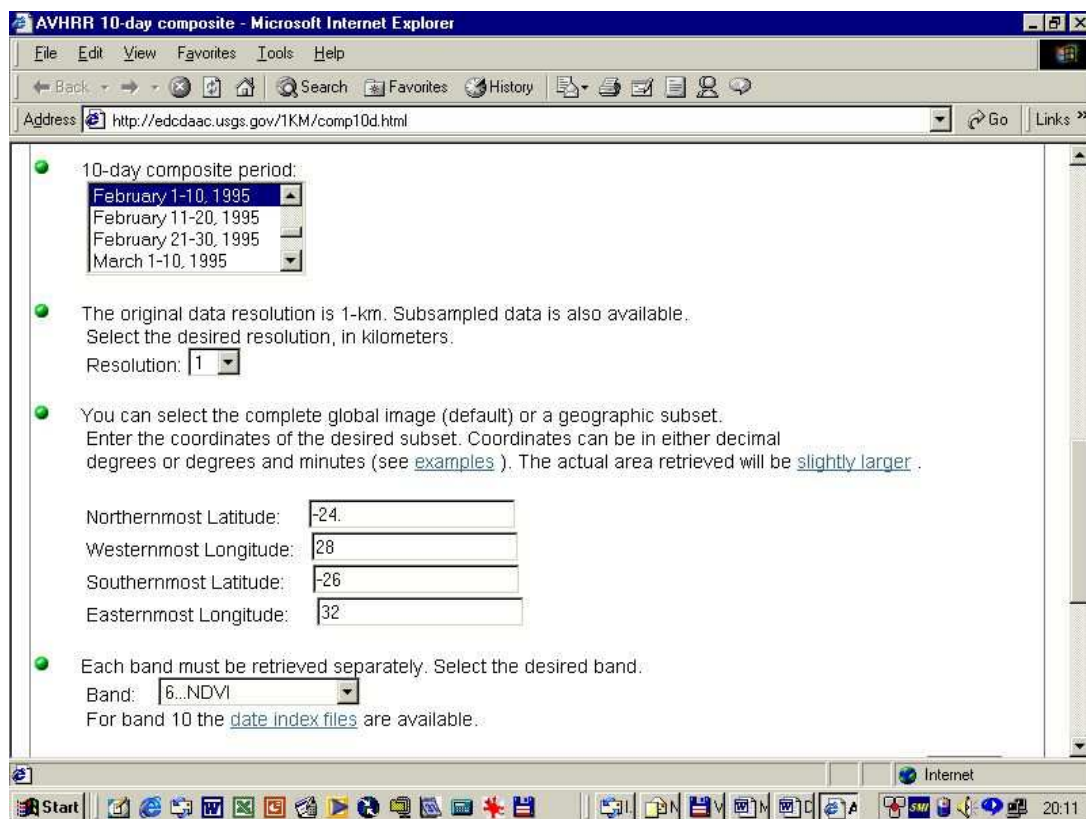 AVHRR 10-day composite - Microsoft Internet Explorer
File Edit View Favorites Tools Help
Back Search Favorites History
Address http://edcdaac.usgs.gov/1KM/comp10d.html Go Links »
10-day composite period:
February 1-10, 1995
February 11-20, 1995
February 21-30, 1995
March 1-10, 1995
The original data resolution is 1-km. Subsampled data is also available.
Select the desired resolution, in kilometers.
Resolution: 1
You can select the complete global image (default) or a geographic subset.
Enter the coordinates of the desired subset. Coordinates can be in either decimal
degrees or degrees and minutes (see examples ). The actual area retrieved will be slightly larger .
Northernmost Latitude: -24.
Westernmost Longitude: 28
Southernmost Latitude: -26
Easternmost Longitude: 32
Each band must be retrieved separately. Select the desired band.
Band: 6...NDVI
For band 10 the date index files are available.
Internet
Start 20:11